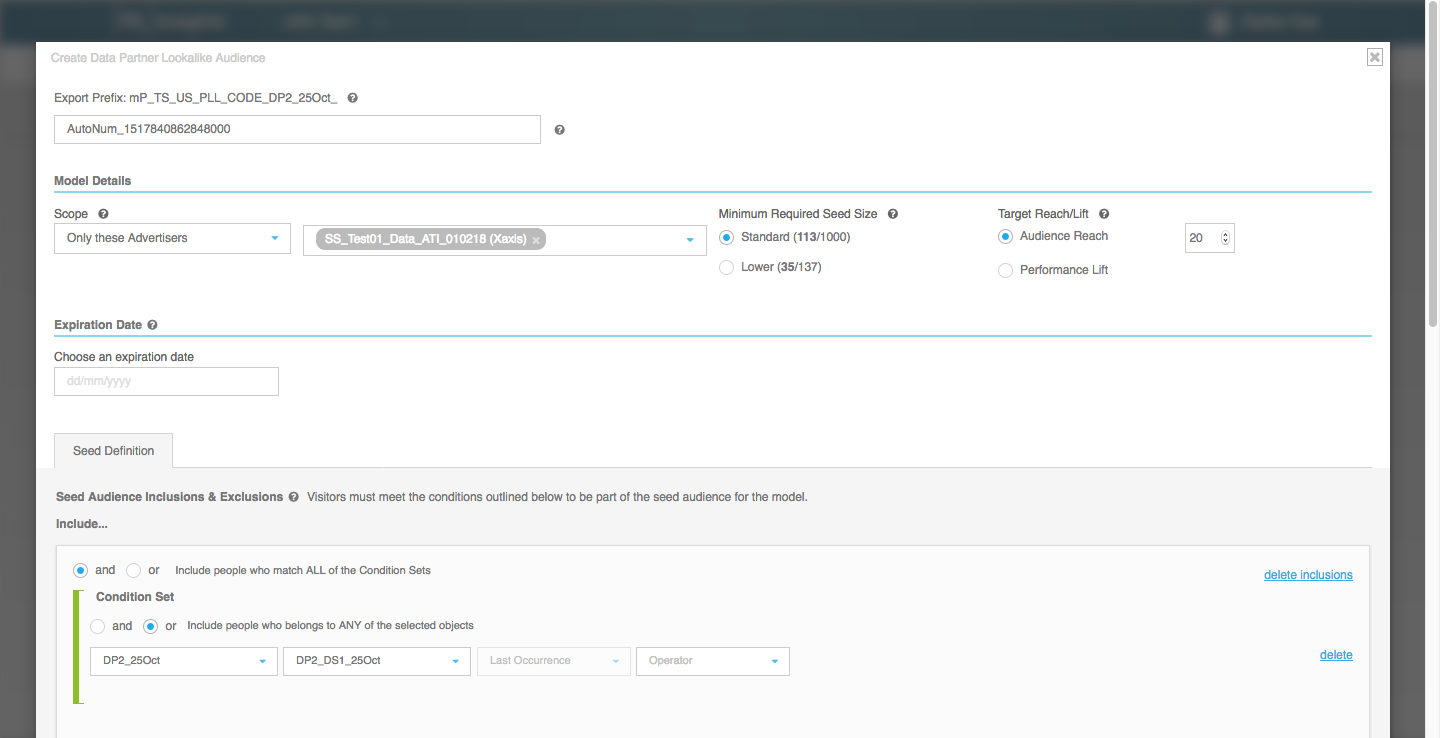 Create Data Partner Lookalike Audience
Export Prefix: mP_TS_US_PLL_CODE_DP2_25Oct_
AutoNum_1517840862848000
Model Details
Scope
Minimum Required Seed Size
Target Reach/Lift
Only these Advertisers
SS_Test01_Data_ATI_010218 (Xaxis)
Standard (113/1000)
Audience Reach
20
Lower (35/137)
Performance Lift
Expiration Date
Choose an expiration date
dd/mm/yyyy
Seed Definition
Seed Audience Inclusions & Exclusions Visitors must meet the conditions outlined below to be part of the seed audience for the model.
Include...
and or Include people who match ALL of the Condition Sets
delete inclusions
Condition Set
and or Include people who belongs to ANY of the selected objects
DP2_25Oct
DP2_DS1_25Oct
Last Occurrence
Operator
delete